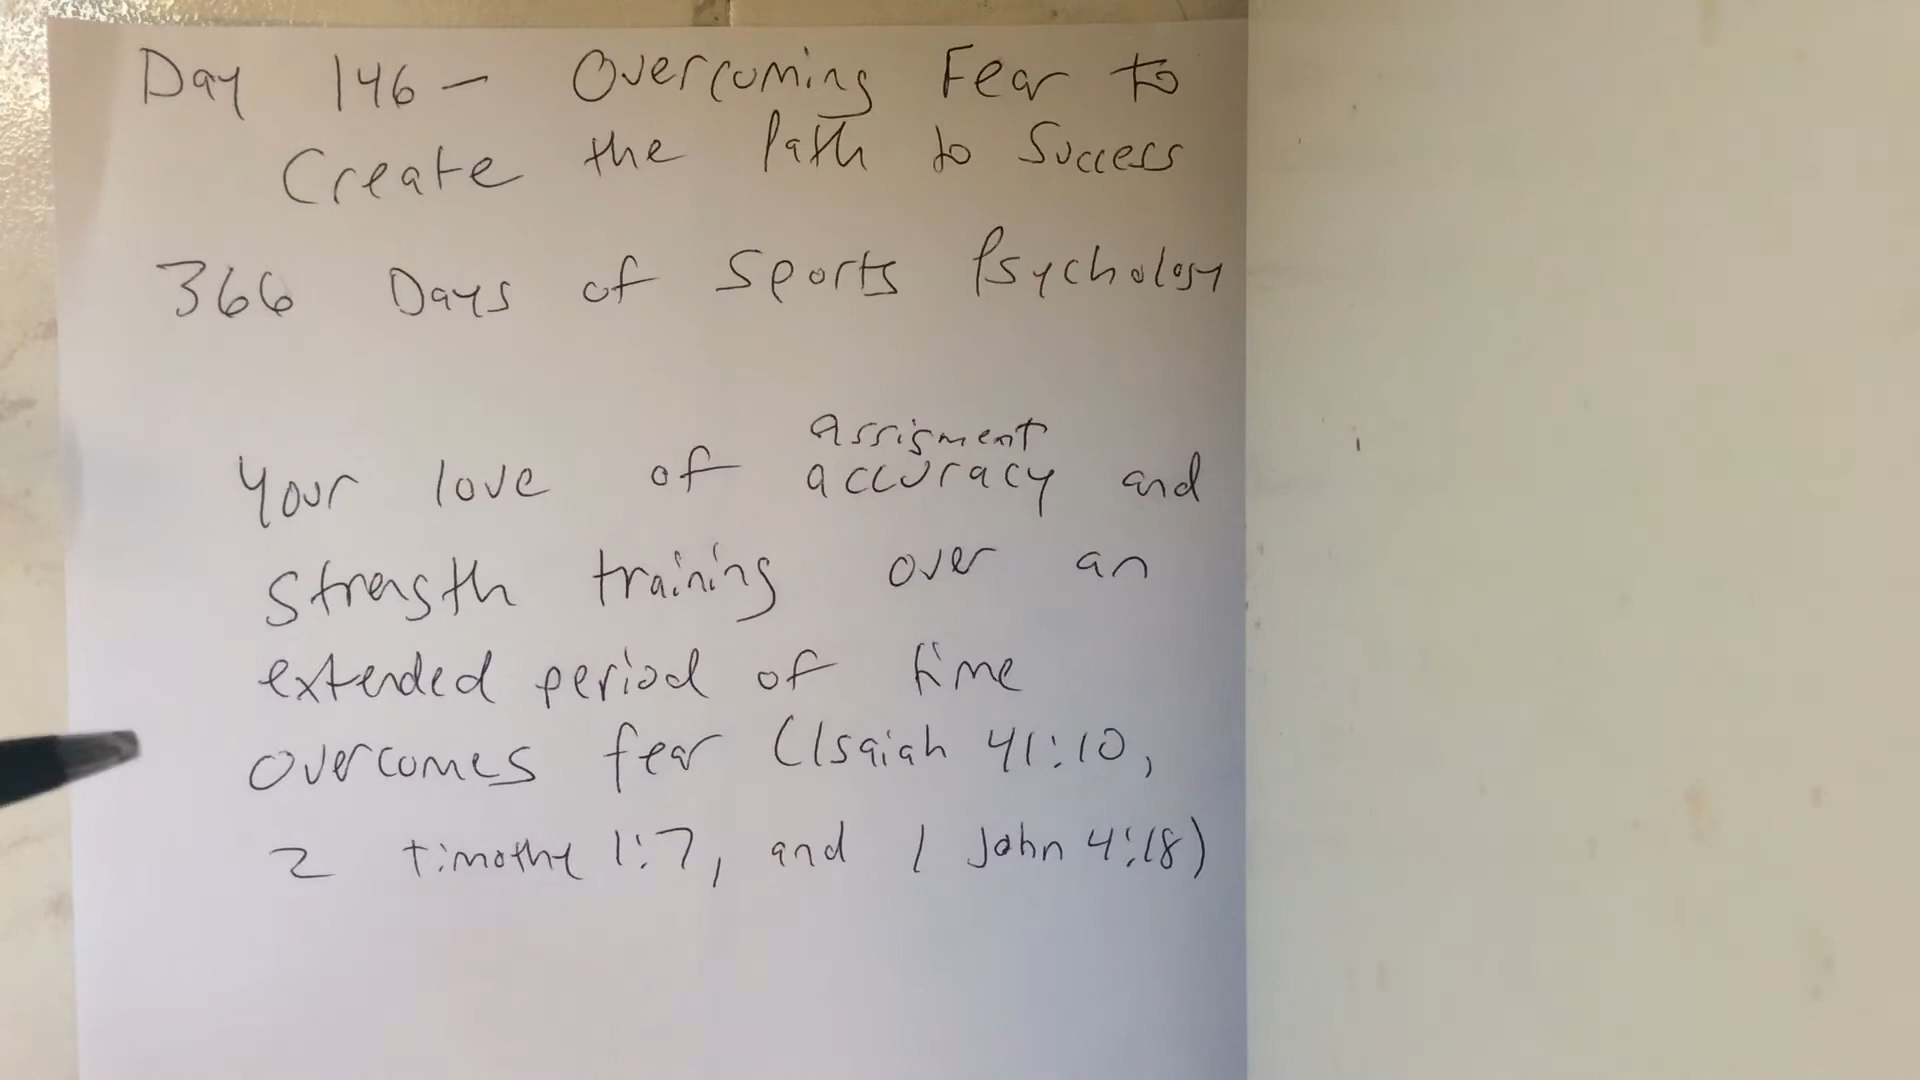 Day 146 - Overcoming Fear to
Create the Path to Success
366 Days of Sports Psychology
assigment
Your love of accuracy and
strength training over an
extended period of time
overcomes fear (Isaiah 41:10,
2 timothy 1:7, and 1 John 4:18)